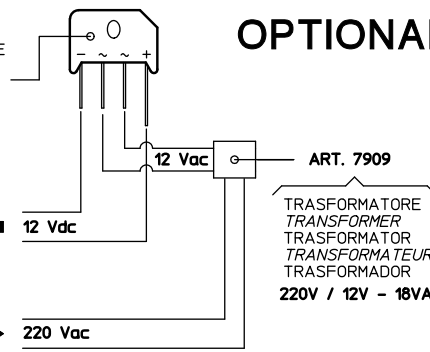 OPTIONAL
E
- ~ ~ +
12 Vac
ART. 7909
12 Vdc
TRASFORMATORE
TRANSFORMER
TRASFORMATOR
TRANSFORMATEUR
TRASFORMADOR
220V / 12V - 18VA
220 Vac